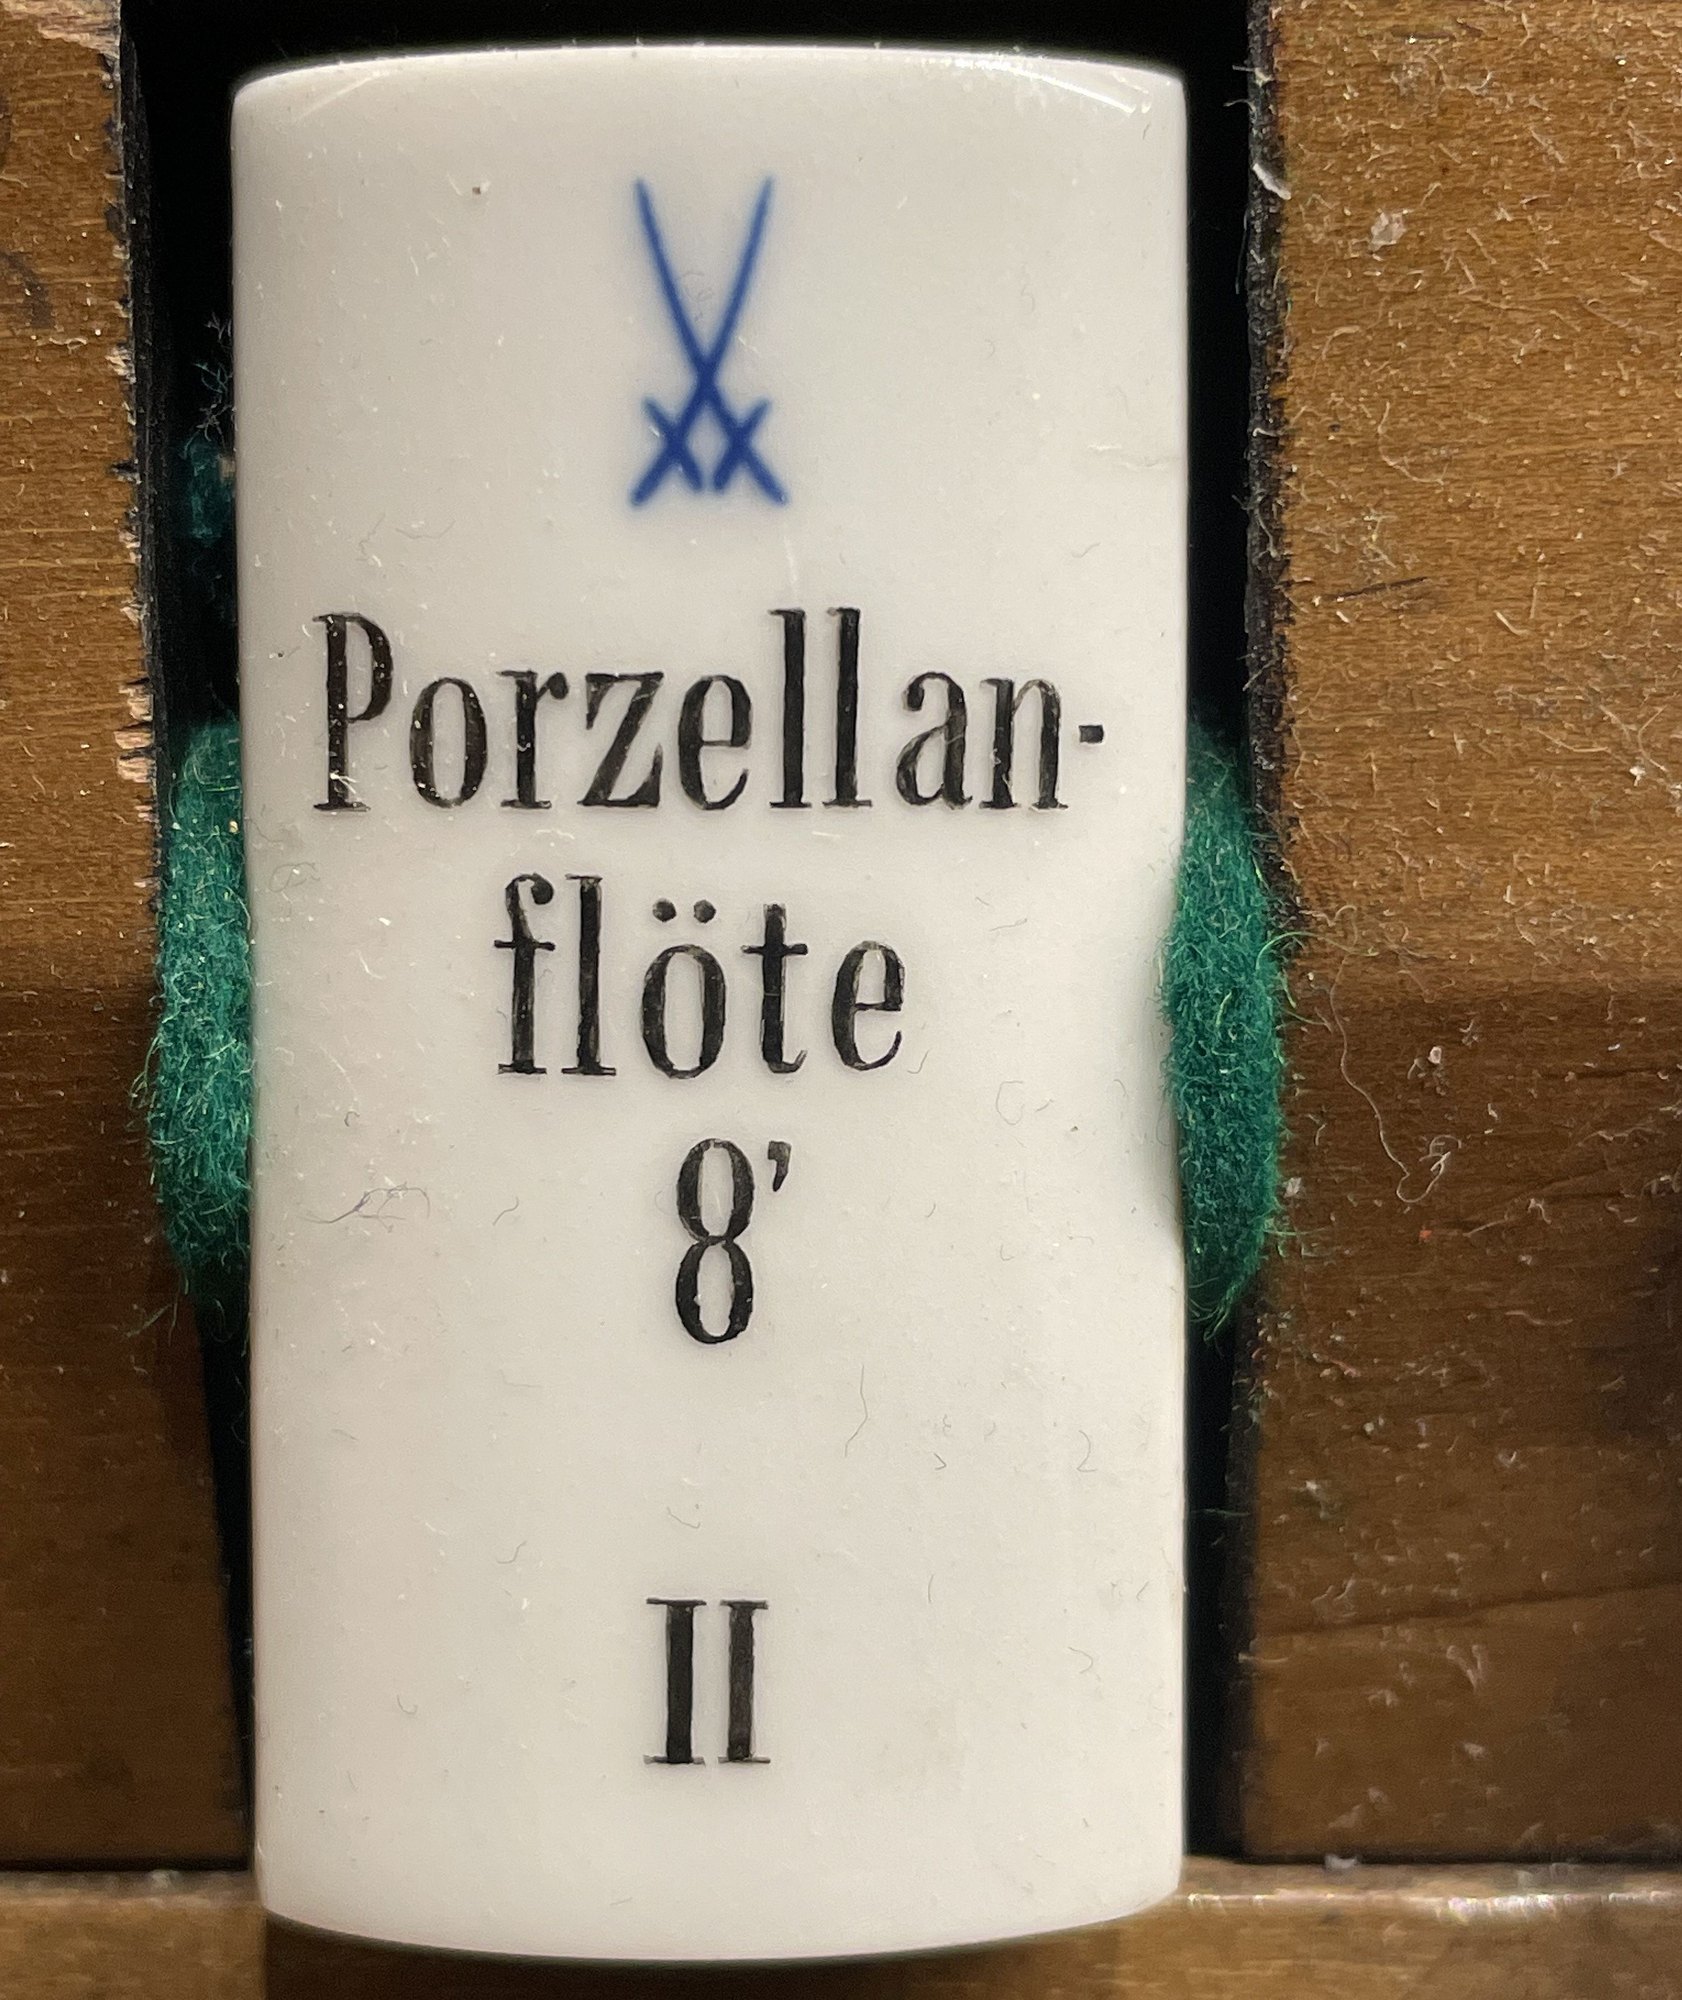 Porzellan-
flöte
8'
II